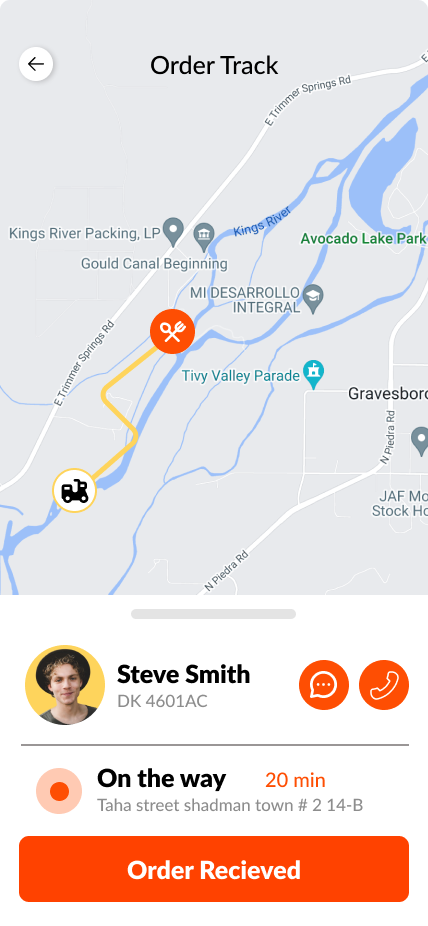 Order Track
E Trimmer Springs Rd
Kings River
Kings River Packing, LP
Avocado Lake Park
Gould Canal Beginning
MI DESARROLLO
INTEGRAL
E Trimmer Springs Rd
Tivy Valley Parade
Gravesboro
N Piedra Rd
JAF Mo
Stock Ho
N Piedra Rd
Steve Smith
DK 4601AC
On the way
20 min
Taha street shadman town # 2 14-B
Order Recieved